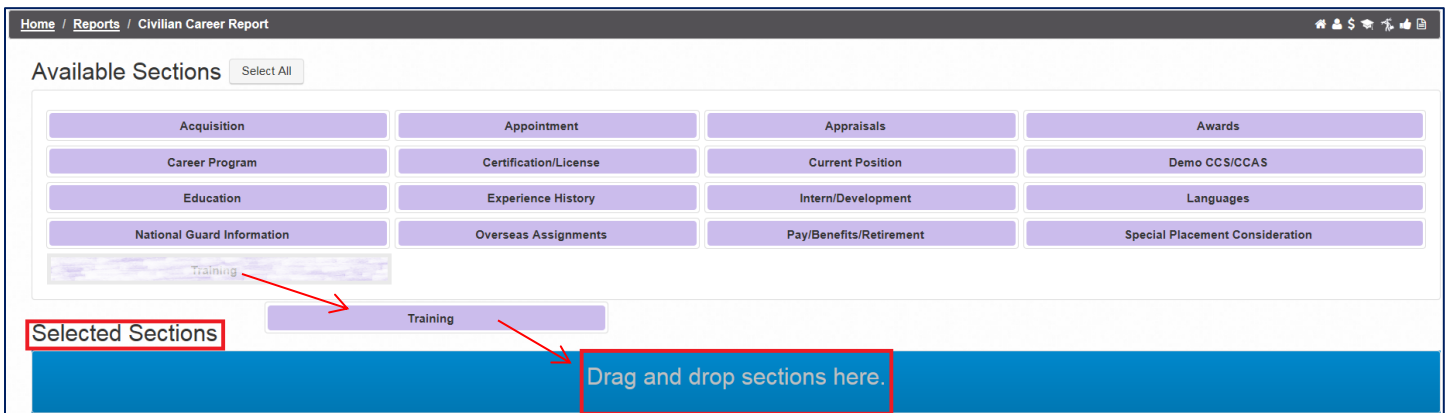 Home / Reports / Civilian Career Report
Available Sections Select All
Acquisition Appointment Appraisals Awards
Career Program Certification/License Current Position Demo CCS/CCAS
Education Experience History Intern/Development Languages
National Guard Information Overseas Assignments Pay/Benefits/Retirement Special Placement Consideration
Training
Training
Selected Sections
Drag and drop sections here.